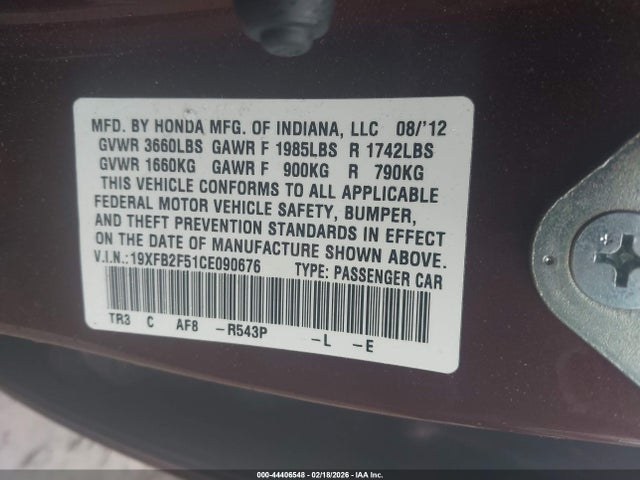 MFD. BY HONDA MFG. OF INDIANA, LLC 08/'12
GVWR 3660LBS GAWR F 1985LBS R 1742LBS
GVWR 1660KG GAWR F 900KG R 790KG
THIS VEHICLE CONFORMS TO ALL APPLICABLE
FEDERAL MOTOR VEHICLE SAFETY, BUMPER,
AND THEFT PREVENTION STANDARDS IN EFFECT
ON THE DATE OF MANUFACTURE SHOWN ABOVE.
V.I.N.:19XFB2F51CE090676 TYPE: PASSENGER CAR
TR3 C AF8 -R543P -L -E
000-44406548 - 02/18/2026 - IAA Inc.